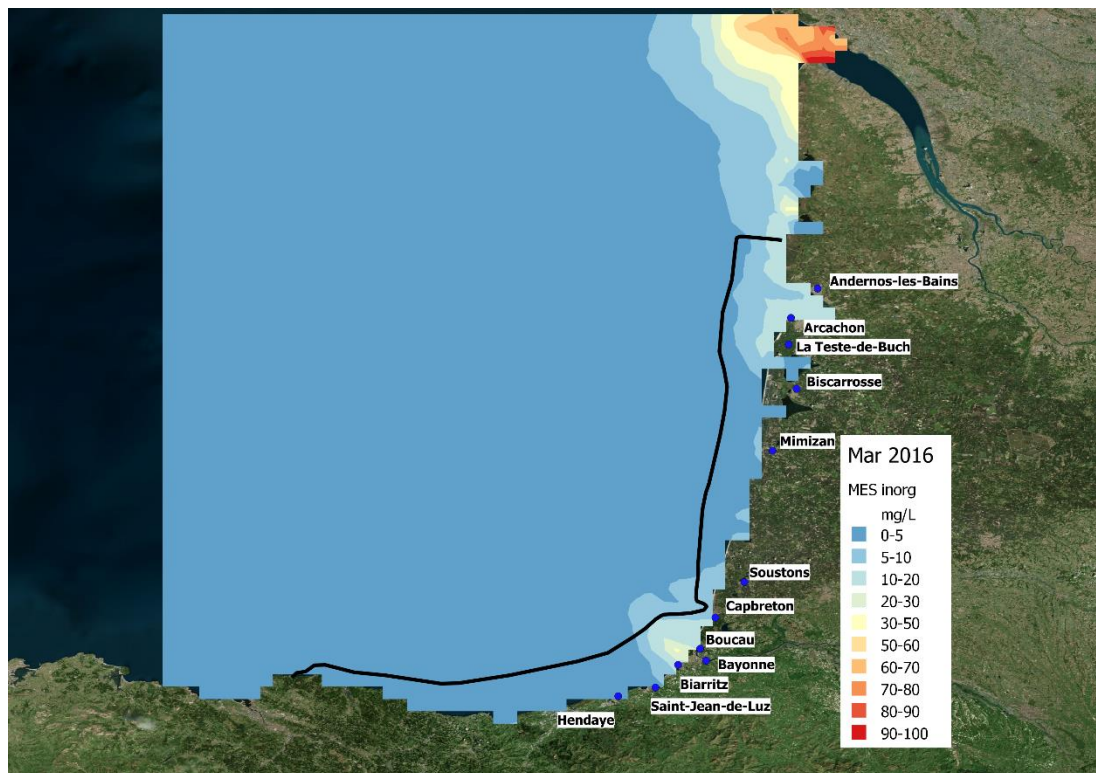 Andernos-les-Bains
Arcachon
La Teste-de-Buch
Biscarrosse
Mimizan
Mar 2016
MES inorg
mg/L
0-5
5-10
10-20
20-30
30-50
50-60
60-70
70-80
80-90
90-100
Soustons
Capbreton
Boucau
Bayonne
Biarritz
Saint-Jean-de-Luz
Hendaye